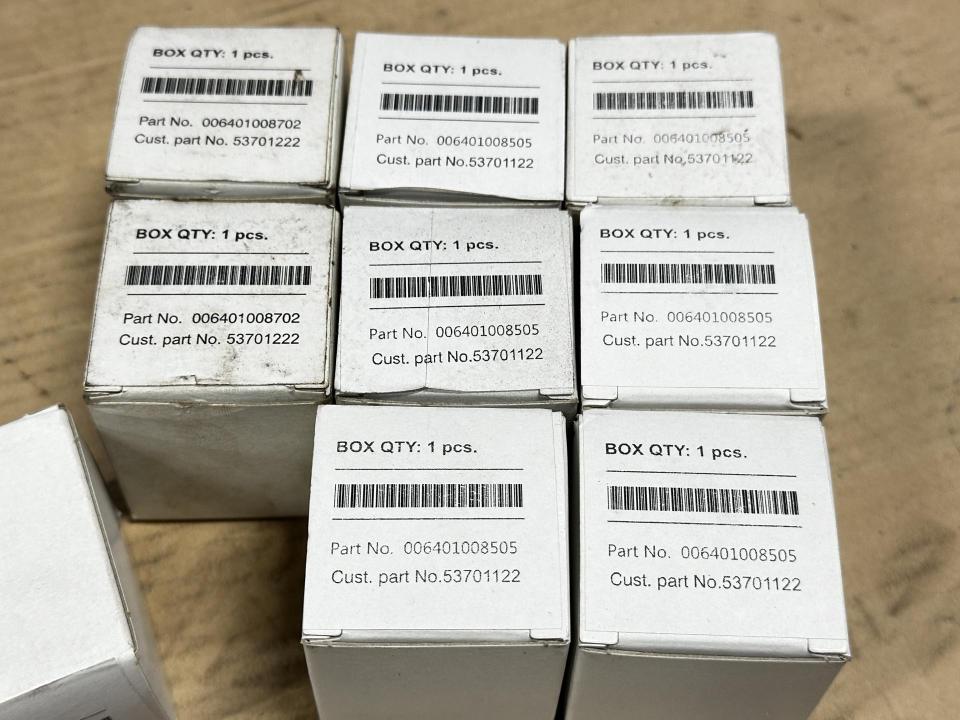 BOX QTY: 1 pcs.
Part No. 006401008702
Cust. part No. 53701222
BOX QTY: 1 pcs.
Part No. 006401008505
Cust. part No.53701122
BOX QTY: 1 pcs.
Part No. 006401008505
Cust. part No.53701122
BOX QTY: 1 pcs.
Part No. 006401008702
Cust. part No. 53701222
BOX QTY: 1 pcs.
Part No. 006401008505
Cust. part No.53701122
BOX QTY: 1 pcs.
Part No. 006401008505
Cust. part No.53701122
BOX QTY: 1 pcs.
Part No. 006401008505
Cust. part No.53701122
BOX QTY: 1 pcs.
Part No. 006401008505
Cust. part No.53701122